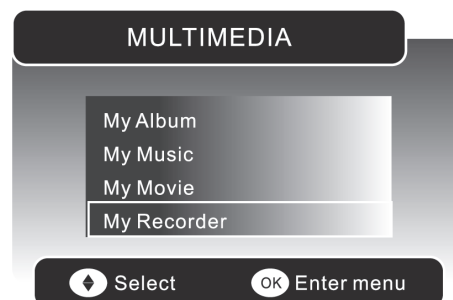 MULTIMEDIA
My Album
My Music
My Movie
My Recorder
Select OK Enter menu